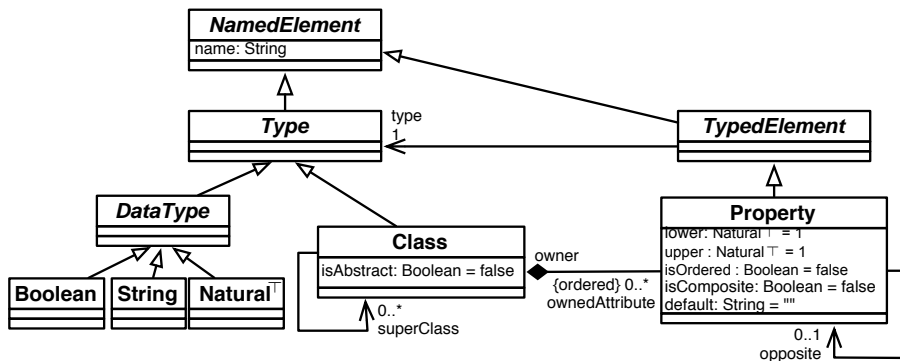 NamedElement
name: String
Type
type
1
TypedElement
DataType
Class
isAbstract: Boolean = false
owner
{ordered} 0..*
ownedAttribute
Property
lower: Natural⊤ = 1
upper : Natural⊤ = 1
isOrdered : Boolean = false
isComposite: Boolean = false
default: String = ""
Boolean
String
Natural⊤
0..*
superClass
0..1
opposite